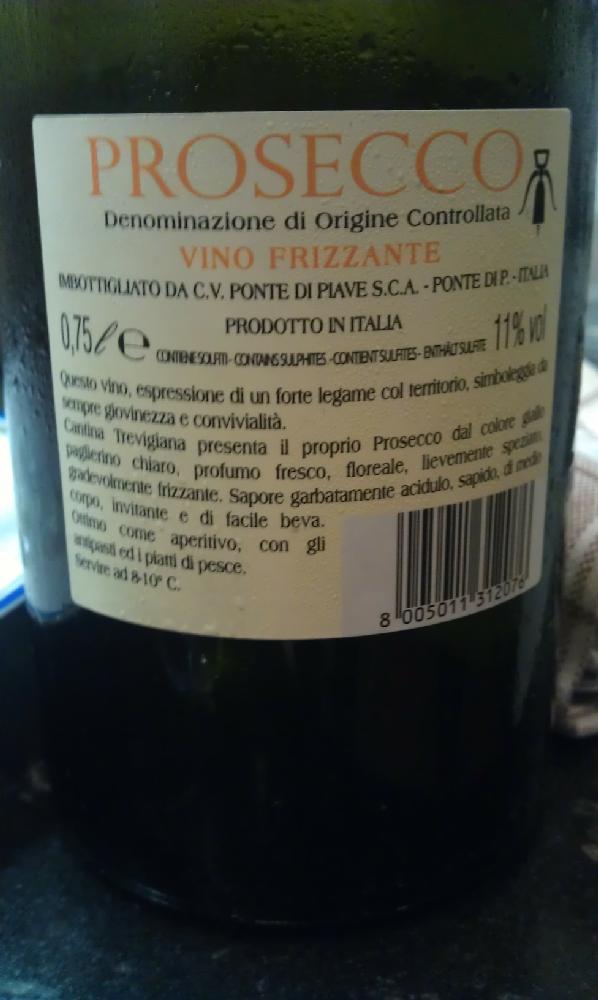 PROSECCO
Denominazione di Origine Controllata
VINO FRIZZANTE
IMBOTTIGLIATO DA C.V. PONTE DI PIAVE S.C.A. - PONTE DI P. - ITALIA
PRODOTTO IN ITALIA
0,75 l e
CONTIENE SOLFITI - CONTAINS SULPHITES - CONTIENT SULFITES - ENTHÄLT SULFITE
11% vol
Questo vino, espressione di un forte legame col territorio, simboleggia da
sempre giovinezza e convivialità.
Cantina Trevigiana presenta il proprio Prosecco dal colore giallo
paglierino chiaro, profumo fresco, floreale, lievemente speziato,
gradevolmente frizzante. Sapore garbatamente acidulo, sapido, di medio
corpo, invitante e di facile beva.
Ottimo come aperitivo, con gli
antipasti ed i piatti di pesce.
Servire ad 8-10° C.
8 005011 312076